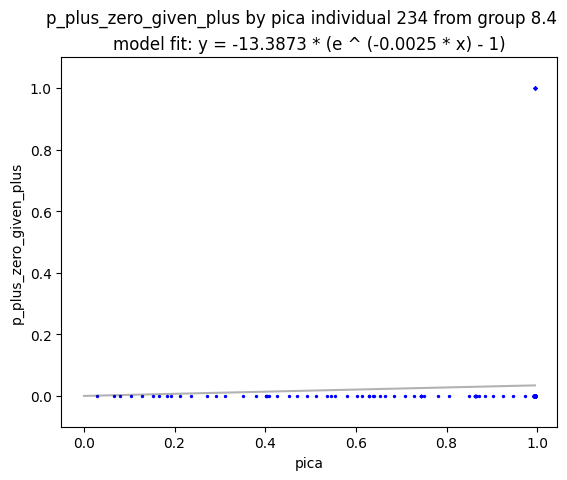 p_plus_zero_given_plus by pica individual 234 from group 8.4
model fit: y = -13.3873 * (e ^ (-0.0025 * x) - 1)
1.0
0.8
0.6
0.4
0.2
0.0
p_plus_zero_given_plus
0.0 0.2 0.4 0.6 0.8 1.0
pica